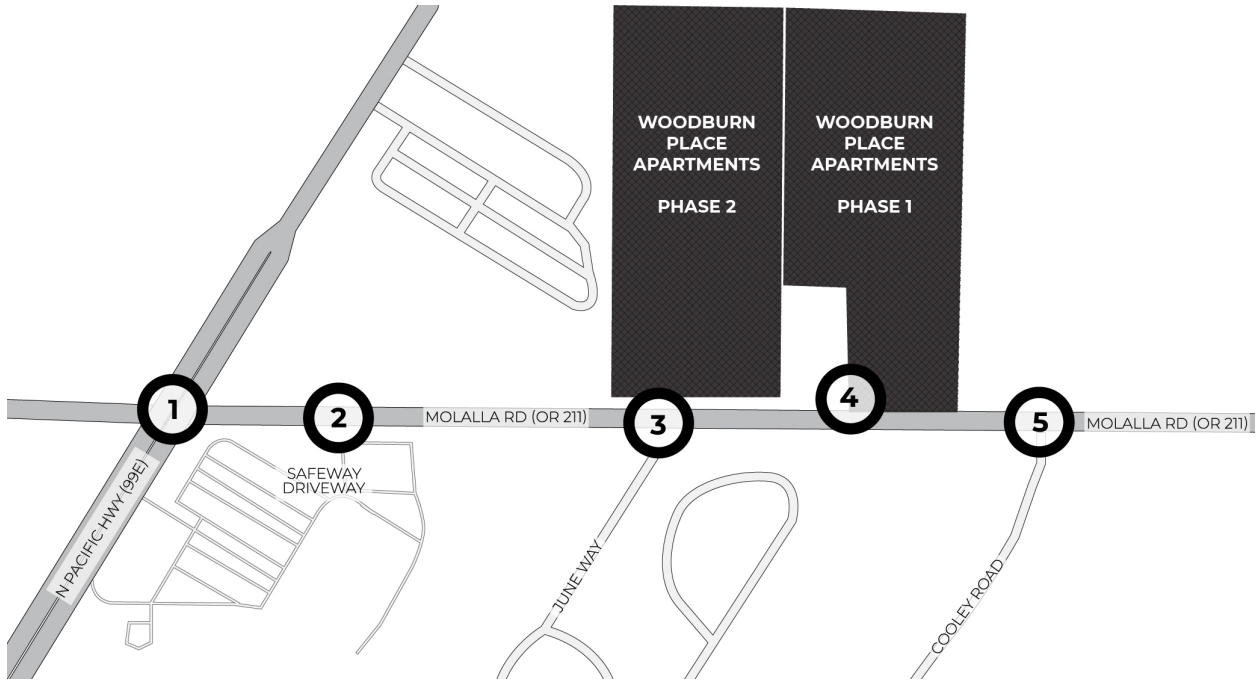 WOODBURN
PLACE
APARTMENTS
PHASE 2
WOODBURN
PLACE
APARTMENTS
PHASE 1
1
2
MOLALLA RD (OR 211)
3
4
5
MOLALLA RD (OR 211)
SAFEWAY
DRIVEWAY
N PACIFIC HWY (99E)
JUNE WAY
COOLEY ROAD